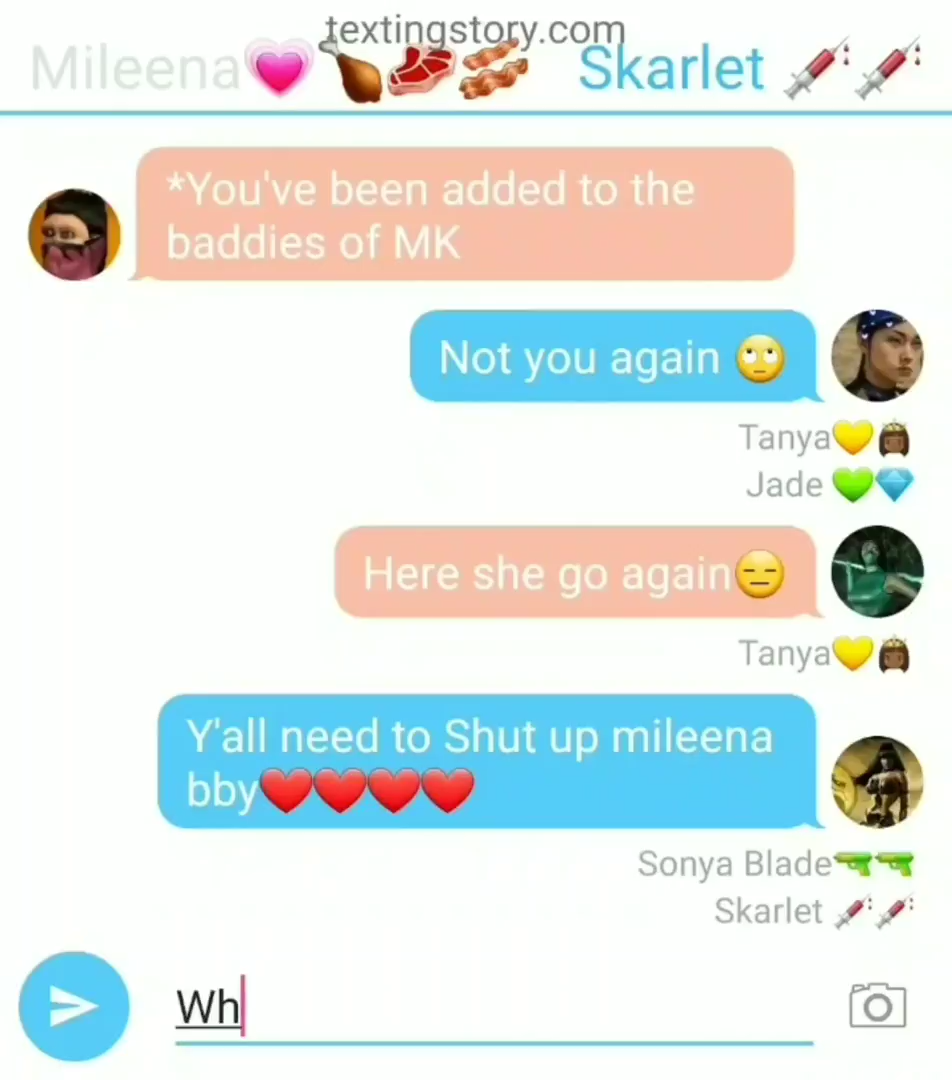 textingstory.com
Mileena💗🍗🥩🥓 Skarlet 💉💉
*You've been added to the
baddies of MK
Not you again 🙄
Tanya💛👸🏾
Jade 💚💎
Here she go again😑
Tanya💛👸🏾
Y'all need to Shut up mileena
bby❤️❤️❤️❤️
Sonya Blade🔫🔫
Skarlet 💉💉
Wh